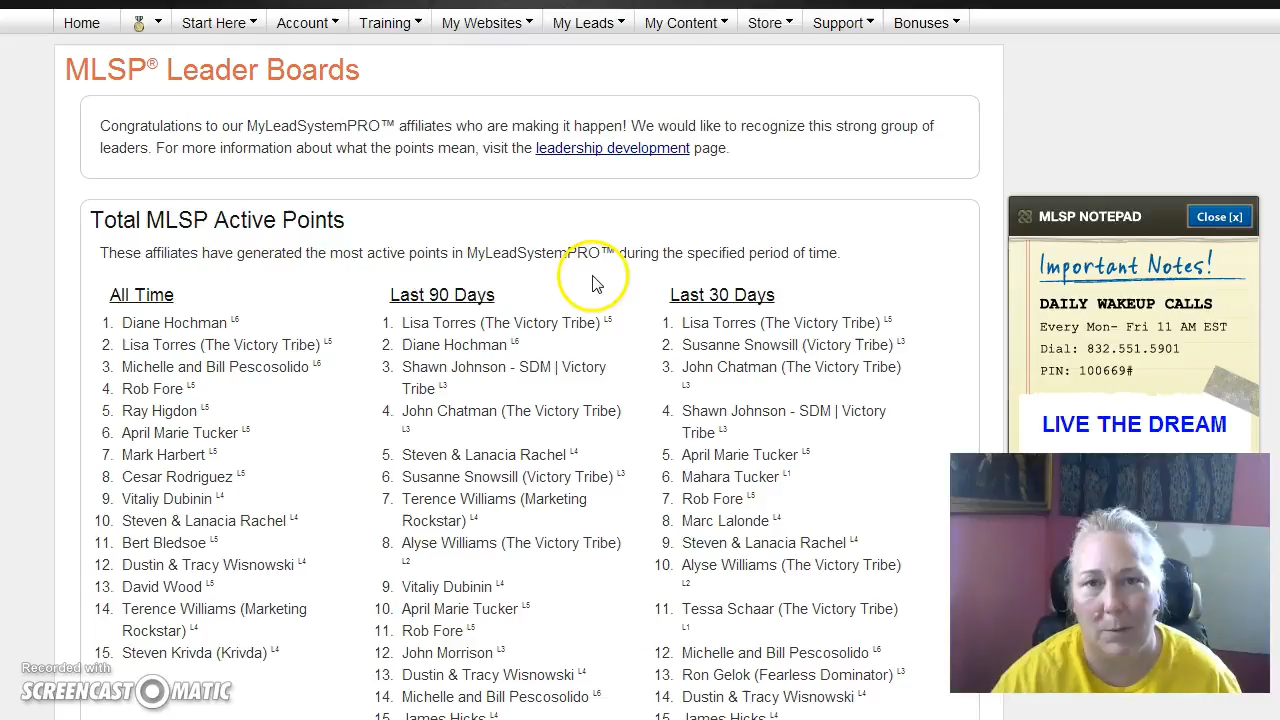 Home
Start Here
Account
Training
My Websites
My Leads
My Content
Store
Support
Bonuses
MLSP® Leader Boards
Congratulations to our MyLeadSystemPRO™ affiliates who are making it happen! We would like to recognize this strong group of
leaders. For more information about what the points mean, visit the leadership development page.
Total MLSP Active Points
These affiliates have generated the most active points in MyLeadSystemPRO™ during the specified period of time.
All Time
1. Diane Hochman L6
2. Lisa Torres (The Victory Tribe) L5
3. Michelle and Bill Pescosolido L6
4. Rob Fore L5
5. Ray Higdon L5
6. April Marie Tucker L5
7. Mark Harbert L5
8. Cesar Rodriguez L5
9. Vitaliy Dubinin L4
10. Steven & Lanacia Rachel L4
11. Bert Bledsoe L5
12. Dustin & Tracy Wisnowski L4
13. David Wood L5
14. Terence Williams (Marketing
Rockstar) L4
15. Steven Krivda (Krivda) L4
Last 90 Days
1. Lisa Torres (The Victory Tribe) L5
2. Diane Hochman L6
3. Shawn Johnson - SDM | Victory
Tribe L3
4. John Chatman (The Victory Tribe)
L3
5. Steven & Lanacia Rachel L4
6. Susanne Snowsill (Victory Tribe) L3
7. Terence Williams (Marketing
Rockstar) L4
8. Alyse Williams (The Victory Tribe)
L2
9. Vitaliy Dubinin L4
10. April Marie Tucker L5
11. Rob Fore L5
12. John Morrison L3
13. Dustin & Tracy Wisnowski L4
14. Michelle and Bill Pescosolido L6
15. James Hicks L4
Last 30 Days
1. Lisa Torres (The Victory Tribe) L5
2. Susanne Snowsill (Victory Tribe) L3
3. John Chatman (The Victory Tribe)
L3
4. Shawn Johnson - SDM | Victory
Tribe L3
5. April Marie Tucker L5
6. Mahara Tucker L1
7. Rob Fore L5
8. Marc Lalonde L4
9. Steven & Lanacia Rachel L4
10. Alyse Williams (The Victory Tribe)
L2
11. Tessa Schaar (The Victory Tribe)
L1
12. Michelle and Bill Pescosolido L6
13. Ron Gelok (Fearless Dominator) L3
14. Dustin & Tracy Wisnowski L4
15. James Hicks L4
MLSP NOTEPAD
Close [x]
Important Notes!
DAILY WAKEUP CALLS
Every Mon- Fri 11 AM EST
Dial: 832.551.5901
PIN: 100669#
LIVE THE DREAM
Recorded with
SCREENCAST-O-MATIC